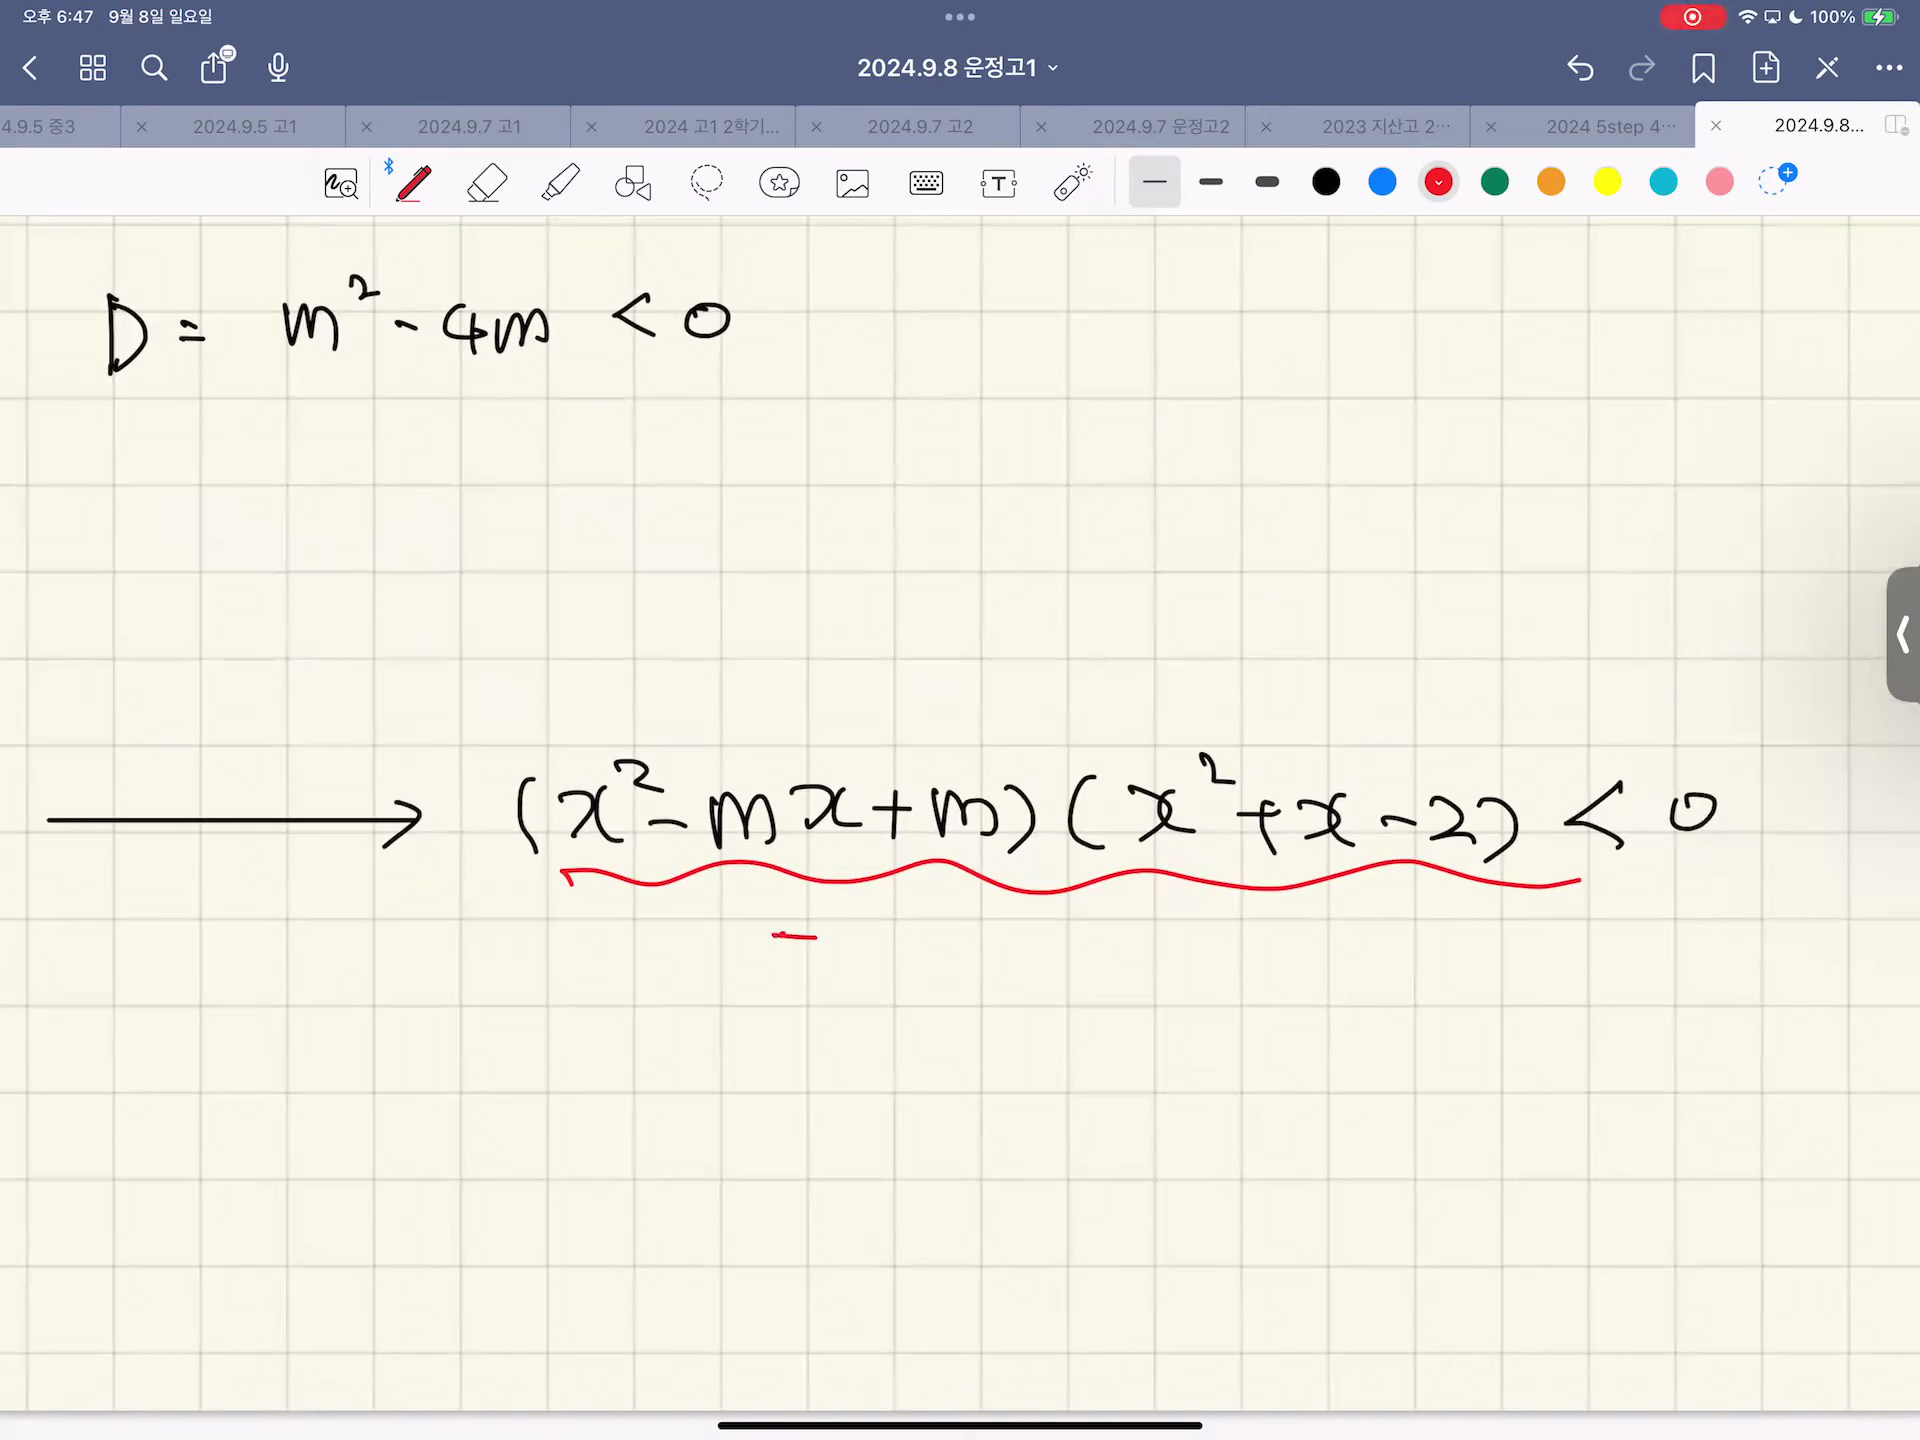 오후 6:47 9월 8일 일요일
100%
2024.9.8 운정고1
4.9.5 중3
2024.9.5 고1
2024.9.7 고1
2024 고1 2학기...
2024.9.7 고2
2024.9.7 운정고2
2023 지산고 2...
2024 5step 4...
2024.9.8...
D = m² - 4m < 0
(x² - mx + m)(x² + x - 2) < 0